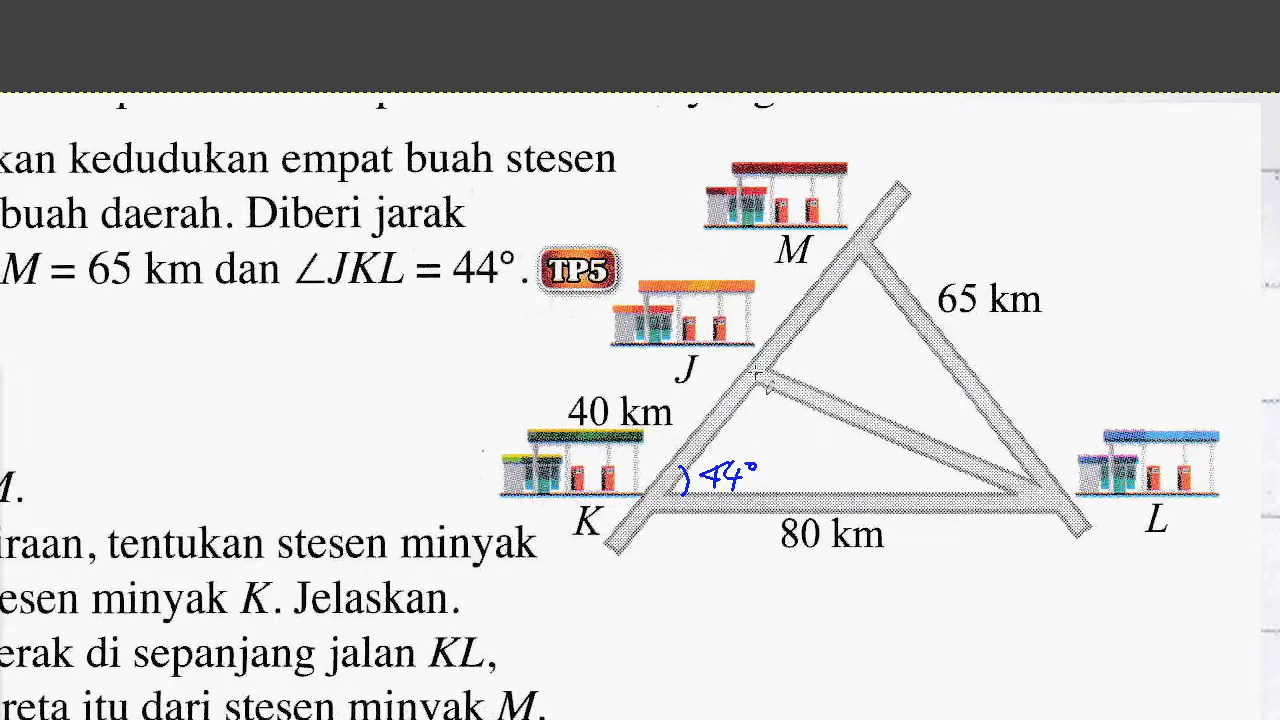 kan kedudukan empat buah stesen
buah daerah. Diberi jarak
M = 65 km dan ∠JKL = 44°. TP5
M
65 km
J
40 km
44°
K
80 km
L
M.
iraan, tentukan stesen minyak
esen minyak K. Jelaskan.
erak di sepanjang jalan KL,
reta itu dari stesen minyak M.